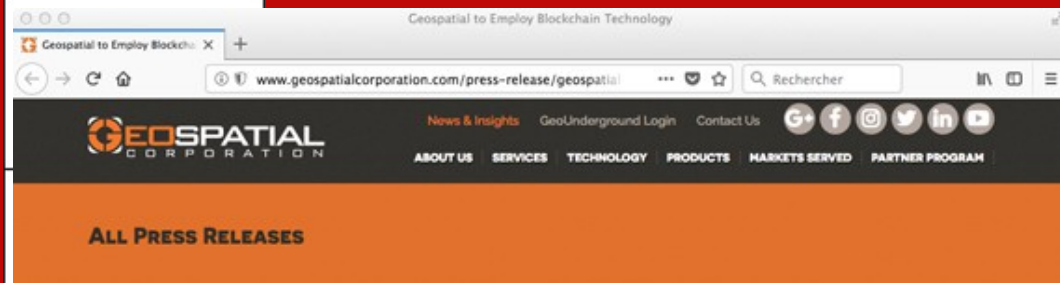 Geospatial to Employ Blockchain Technology
Geospatial to Employ Blockcha
www.geospatialcorporation.com/press-release/geospatial
Rechercher
GEOSPATIAL
CORPORATION
News & Insights GeoUnderground Login Contact Us
ABOUT US SERVICES TECHNOLOGY PRODUCTS MARKETS SERVED PARTNER PROGRAM
ALL PRESS RELEASES